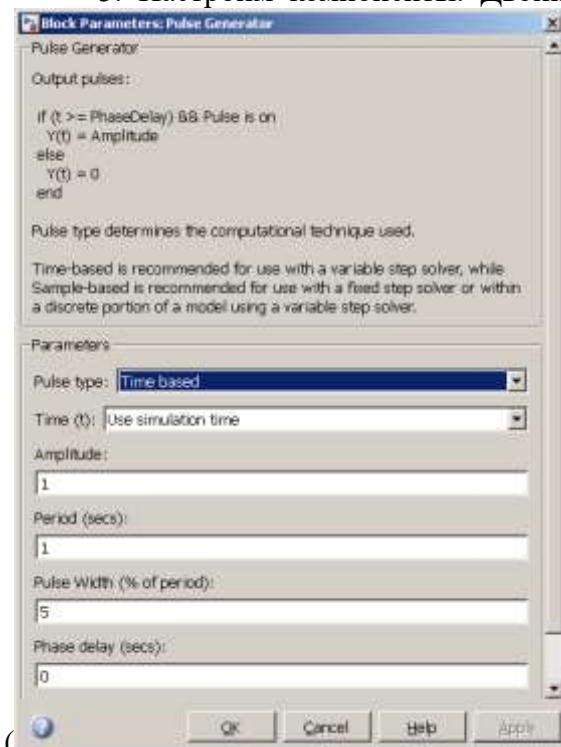 3. Настроим компоненты.
Block Parameters: Pulse Generator
Pulse Generator
Output pulses:
if (t >= PhaseDelay) && Pulse is on
Y(t) = Amplitude
else
Y(t) = 0
end
Pulse type determines the computational technique used.
Time-based is recommended for use with a variable step solver, while
Sample-based is recommended for use with a fixed step solver or within
a discrete portion of a model using a variable step solver.
Parameters
Pulse type: Time based
Time (t): Use simulation time
Amplitude:
1
Period (secs):
1
Pulse Width (% of period):
5
Phase delay (secs):
0
( OK Cancel Help Apply